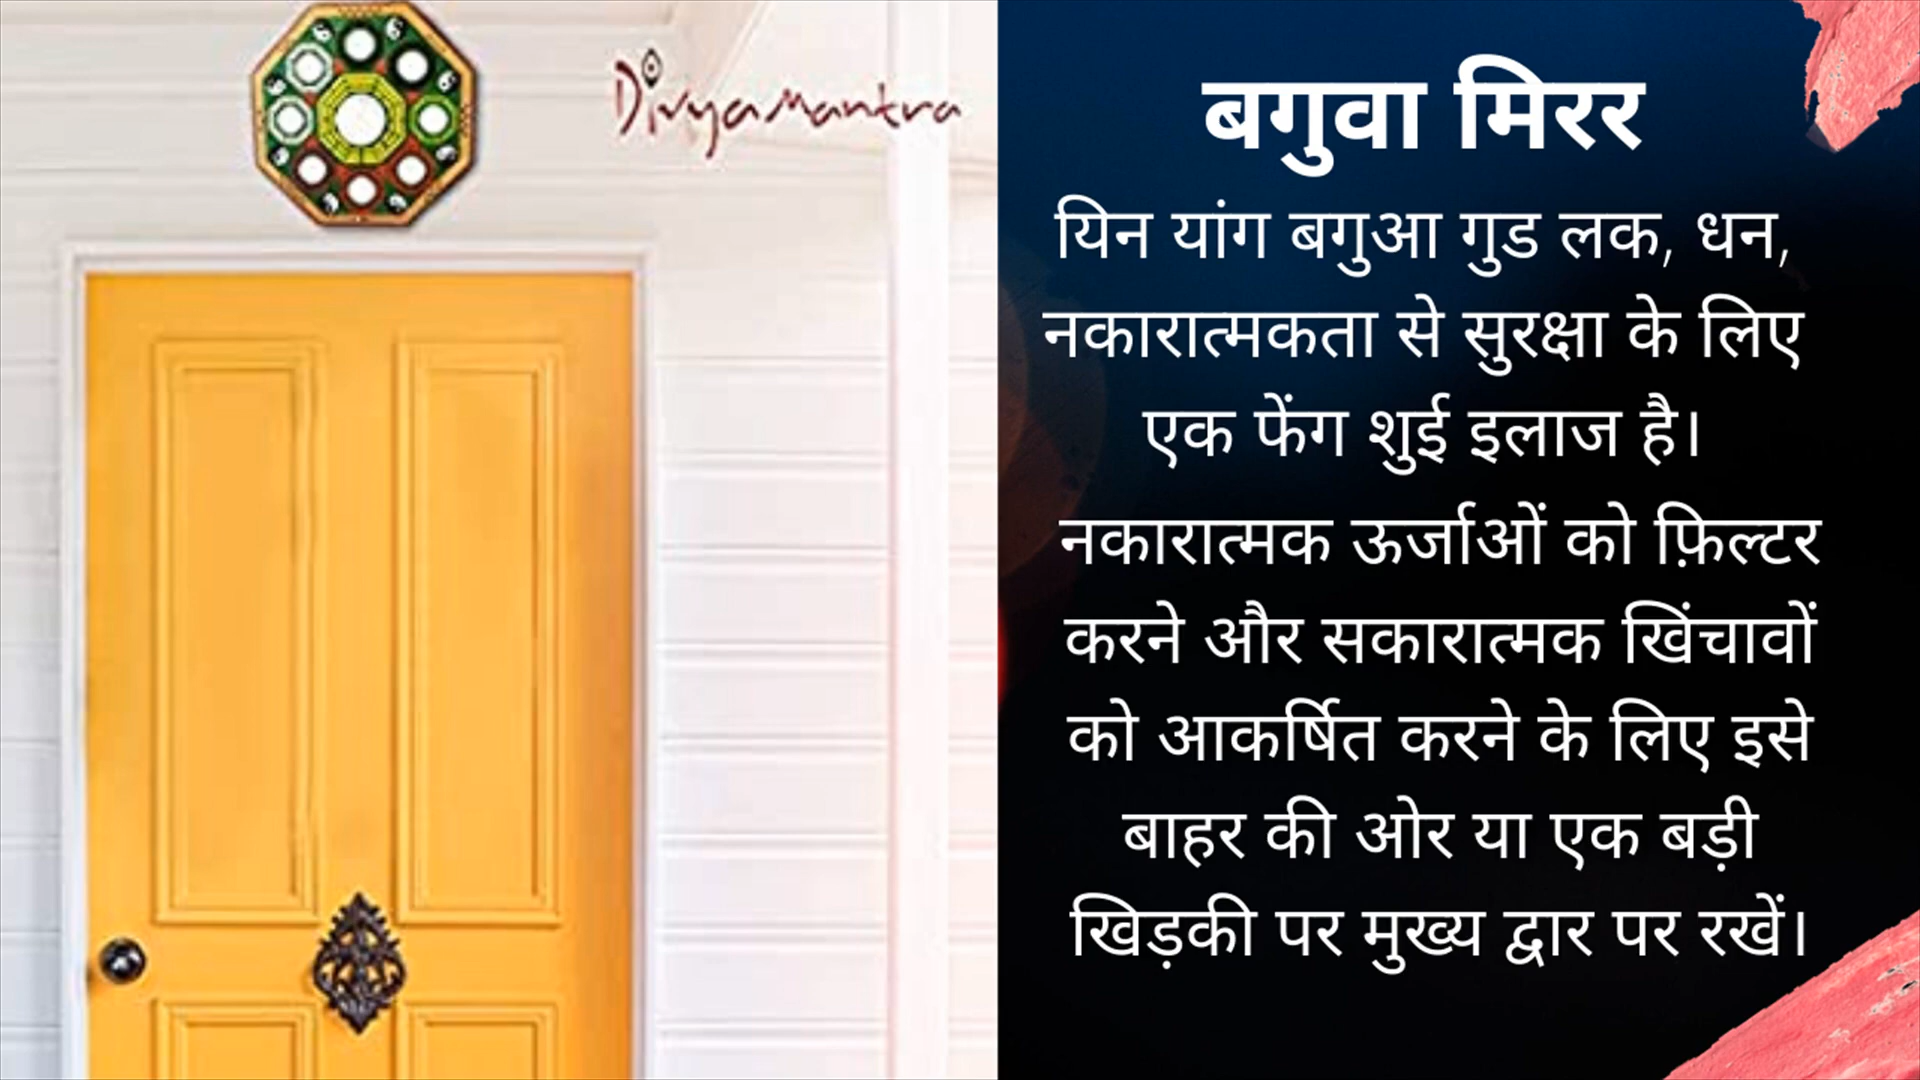 Divyamantra
बगुवा मिरर
यिन यांग बगुआ गुड लक, धन,
नकारात्मकता से सुरक्षा के लिए
एक फेंग शुई इलाज है।
नकारात्मक ऊर्जाओं को फ़िल्टर
करने और सकारात्मक खिंचावों
को आकर्षित करने के लिए इसे
बाहर की ओर या एक बड़ी
खिड़की पर मुख्य द्वार पर रखें।